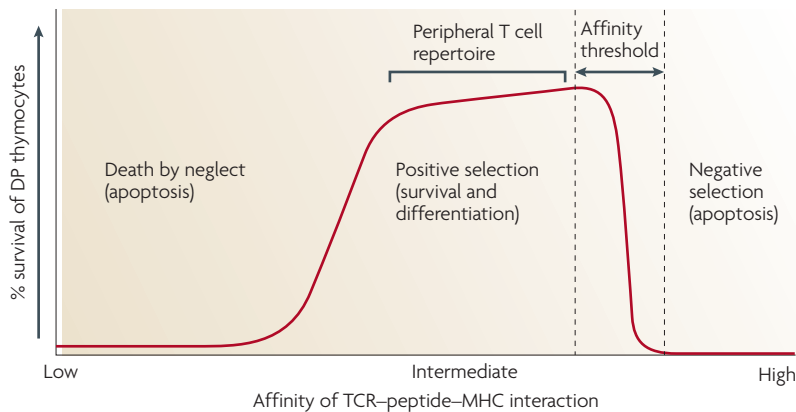 Peripheral T cell
repertoire
Affinity
threshold
% survival of DP thymocytes
Death by neglect
(apoptosis)
Positive selection
(survival and
differentiation)
Negative
selection
(apoptosis)
Low
Intermediate
High
Affinity of TCR–peptide–MHC interaction